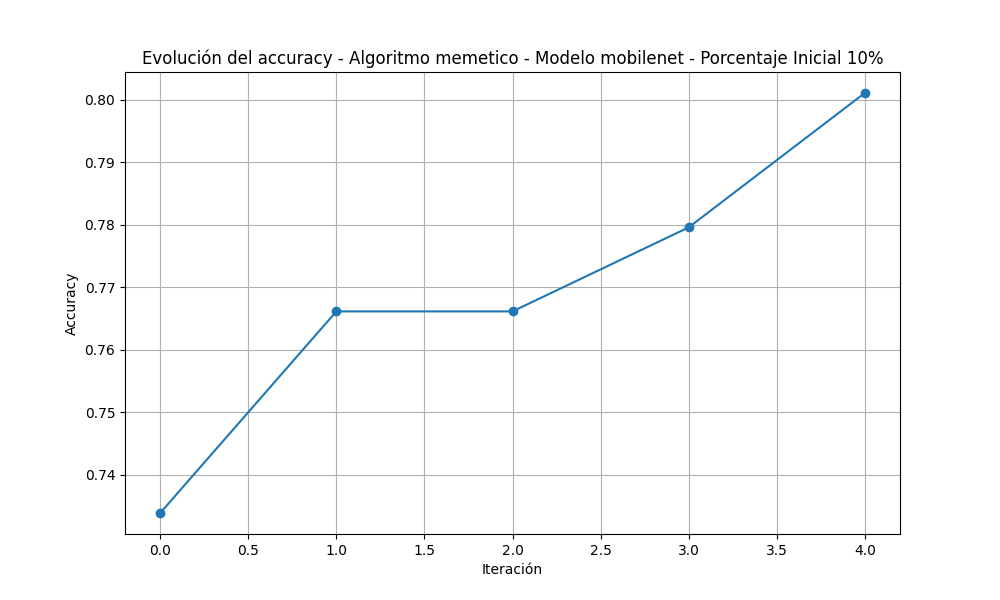 Evolución del accuracy - Algoritmo memetico - Modelo mobilenet - Porcentaje Inicial 10%
Accuracy
0.80
0.79
0.78
0.77
0.76
0.75
0.74
0.0 0.5 1.0 1.5 2.0 2.5 3.0 3.5 4.0
Iteración